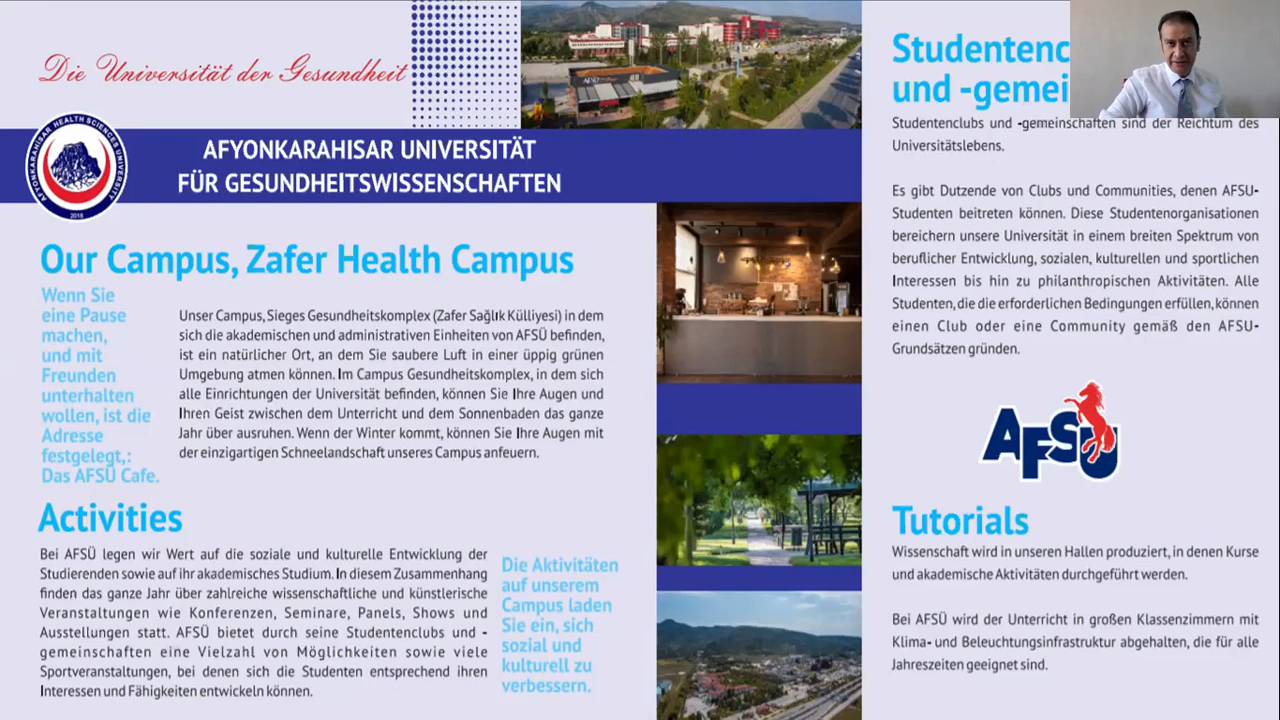 Die Universität der Gesundheit
AFYONKARAHISAR HEALTH SCIENCES UNIVERSITY
2018
AFYONKARAHISAR UNIVERSITÄT
FÜR GESUNDHEITSWISSENSCHAFTEN
Our Campus, Zafer Health Campus
Wenn Sie
eine Pause
machen,
und mit
Freunden
unterhalten
wollen, ist die
Adresse
festgelegt,:
Das AFSÜ Cafe.
Unser Campus, Sieges Gesundheitskomplex (Zafer Sağlık Külliyesi) in dem
sich die akademischen und administrativen Einheiten von AFSÜ befinden,
ist ein natürlicher Ort, an dem Sie saubere Luft in einer üppig grünen
Umgebung atmen können. Im Campus Gesundheitskomplex, in dem sich
alle Einrichtungen der Universität befinden, können Sie Ihre Augen und
Ihren Geist zwischen dem Unterricht und dem Sonnenbaden das ganze
Jahr über ausruhen. Wenn der Winter kommt, können Sie Ihre Augen mit
der einzigartigen Schneelandschaft unseres Campus anfeuern.
Activities
Bei AFSÜ legen wir Wert auf die soziale und kulturelle Entwicklung der
Studierenden sowie auf ihr akademisches Studium. In diesem Zusammenhang
finden das ganze Jahr über zahlreiche wissenschaftliche und künstlerische
Veranstaltungen wie Konferenzen, Seminare, Panels, Shows und
Ausstellungen statt. AFSÜ bietet durch seine Studentenclubs und -
gemeinschaften eine Vielzahl von Möglichkeiten sowie viele
Sportveranstaltungen, bei denen sich die Studenten entsprechend ihren
Interessen und Fähigkeiten entwickeln können.
Die Aktivitäten
auf unserem
Campus laden
Sie ein, sich
sozial und
kulturell zu
verbessern.
Studentenc
und -gemei
Studentenclubs und -gemeinschaften sind der Reichtum des
Universitätslebens.
Es gibt Dutzende von Clubs und Communities, denen AFSU-
Studenten beitreten können. Diese Studentenorganisationen
bereichern unsere Universität in einem breiten Spektrum von
beruflicher Entwicklung, sozialen, kulturellen und sportlichen
Interessen bis hin zu philanthropischen Aktivitäten. Alle
Studenten, die die erforderlichen Bedingungen erfüllen, können
einen Club oder eine Community gemäß den AFSU-
Grundsätzen gründen.
AFSÜ
Tutorials
Wissenschaft wird in unseren Hallen produziert, in denen Kurse
und akademische Aktivitäten durchgeführt werden.
Bei AFSÜ wird der Unterricht in großen Klassenzimmern mit
Klima- und Beleuchtungsinfrastruktur abgehalten, die für alle
Jahreszeiten geeignet sind.